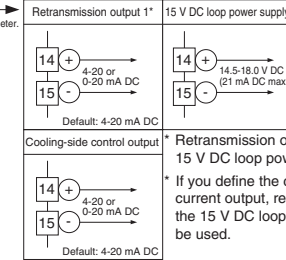 Retransmission output 1*
15 V DC loop power supply
14
+
4-20 or
0-20 mA DC
15
-
Default: 4-20 mA DC
14
+
14.5-18.0 V DC
(21 mA DC max
15
-
Cooling-side control output
14
+
4-20 or
0-20 mA DC
15
-
Default: 4-20 mA DC
* Retransmission
15 V DC loop
* If you define the
current output,
the 15 V DC loop
be used.